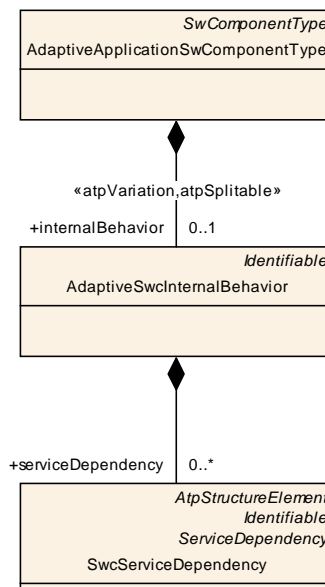 SwComponentType
AdaptiveApplicationSwComponentType
«atpVariation,atpSplitable»
+internalBehavior 0..1
Identifiable
AdaptiveSwcInternalBehavior
+serviceDependency 0..*
AtpStructureElement
Identifiable
ServiceDependency
SwcServiceDependency